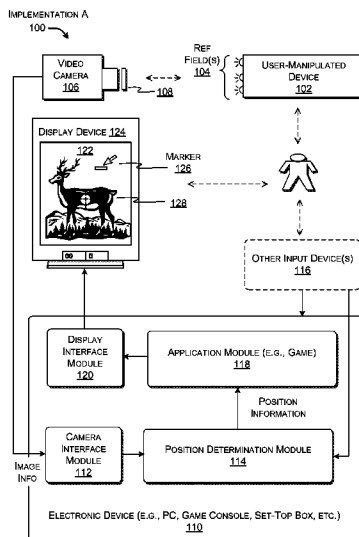 IMPLEMENTATION A
100
VIDEO
CAMERA
106
108
REF
FIELD(S)
104
USER-MANIPULATED
DEVICE
102
DISPLAY DEVICE 124
122
MARKER
126
128
OTHER INPUT DEVICE(S)
116
DISPLAY
INTERFACE
MODULE
120
APPLICATION MODULE (E.G., GAME)
118
POSITION
INFORMATION
CAMERA
INTERFACE
MODULE
112
POSITION DETERMINATION MODULE
114
IMAGE
INFO
ELECTRONIC DEVICE (E.G., PC, GAME CONSOLE, SET-TOP BOX, ETC.)
110